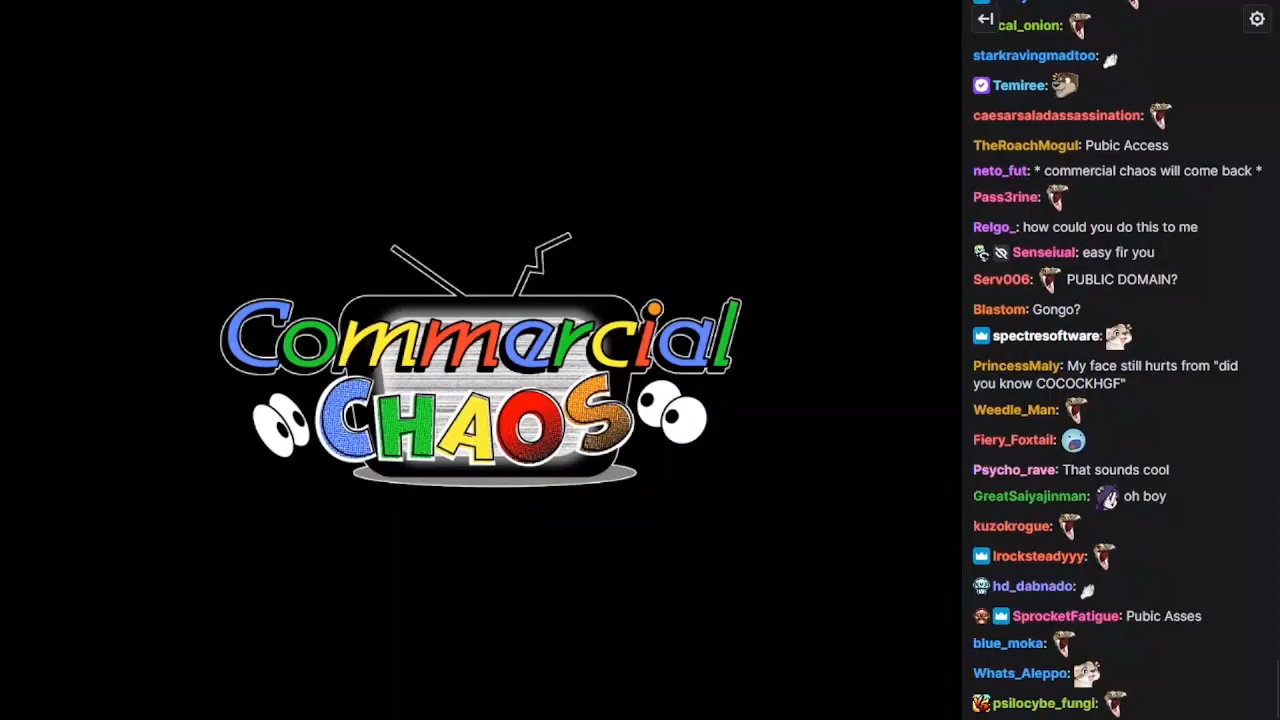 Commercial
CHAOS
cal_onion:
starkravingmadtoo:
Temiree:
caesarsaladassassination:
TheRoachMogul: Pubic Access
neto_fut: * commercial chaos will come back *
Pass3rine:
Relgo_: how could you do this to me
Senseiual: easy fir you
Serv006: PUBLIC DOMAIN?
Blastom: Gongo?
spectresoftware:
PrincessMaly: My face still hurts from "did
you know COCOCKHGF"
Weedle_Man:
Fiery_Foxtail:
Psycho_rave: That sounds cool
GreatSaiyajinman: oh boy
kuzokrogue:
Irocksteadyyy:
hd_dabnado:
SprocketFatigue: Pubic Asses
blue_moka:
Whats_Aleppo:
psilocybe_fungi: